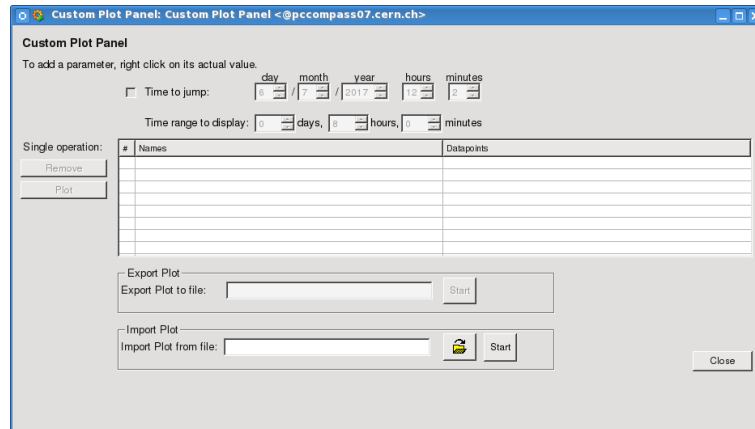 Custom Plot Panel: Custom Plot Panel <@pccompass07.cern.ch>
Custom Plot Panel
To add a parameter, right click on its actual value.
day month year hours minutes
Time to jump: 6 / 7 / 2017 12 2
Time range to display: 0 days, 8 hours, 0 minutes
Single operation:
# Names Datapoints
Remove
Plot
Export Plot
Export Plot to file: Start
Import Plot
Import Plot from file: Start
Close